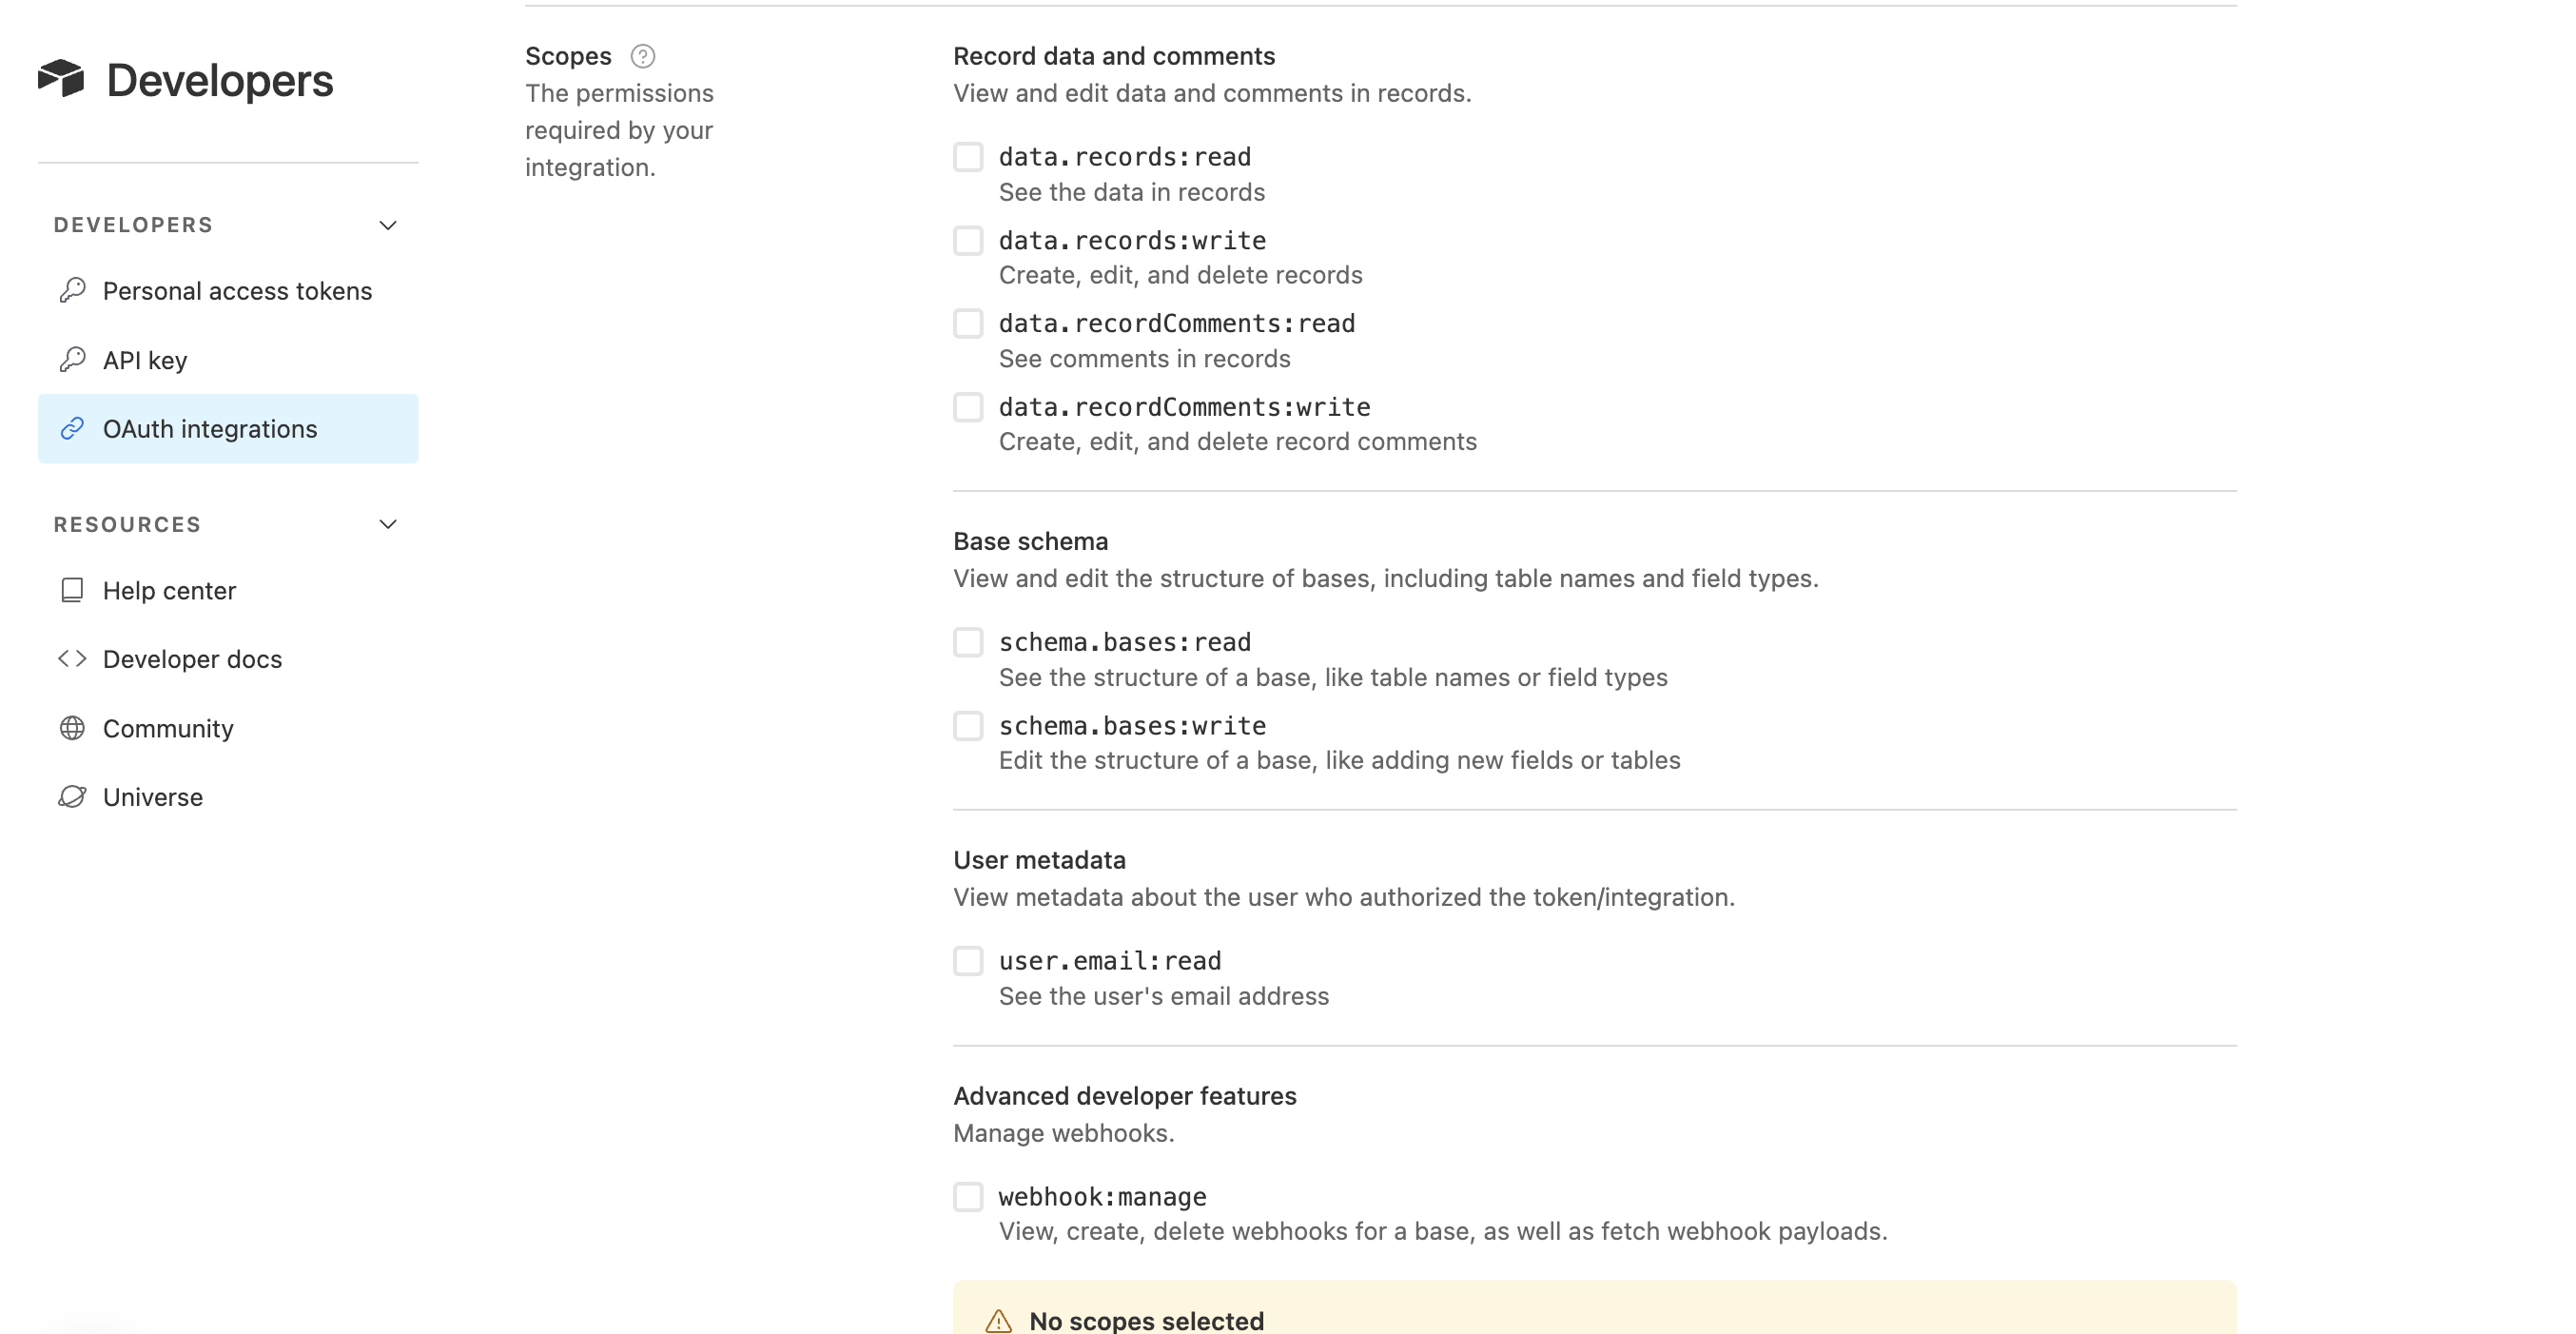 Developers
DEVELOPERS
Personal access tokens
API key
OAuth integrations
RESOURCES
Help center
Developer docs
Community
Universe
Scopes
The permissions
required by your
integration.
Record data and comments
View and edit data and comments in records.
data.records:read
See the data in records
data.records:write
Create, edit, and delete records
data.recordComments:read
See comments in records
data.recordComments:write
Create, edit, and delete record comments
Base schema
View and edit the structure of bases, including table names and field types.
schema.bases:read
See the structure of a base, like table names or field types
schema.bases:write
Edit the structure of a base, like adding new fields or tables
User metadata
View metadata about the user who authorized the token/integration.
user.email:read
See the user's email address
Advanced developer features
Manage webhooks.
webhook:manage
View, create, delete webhooks for a base, as well as fetch webhook payloads.
No scopes selected